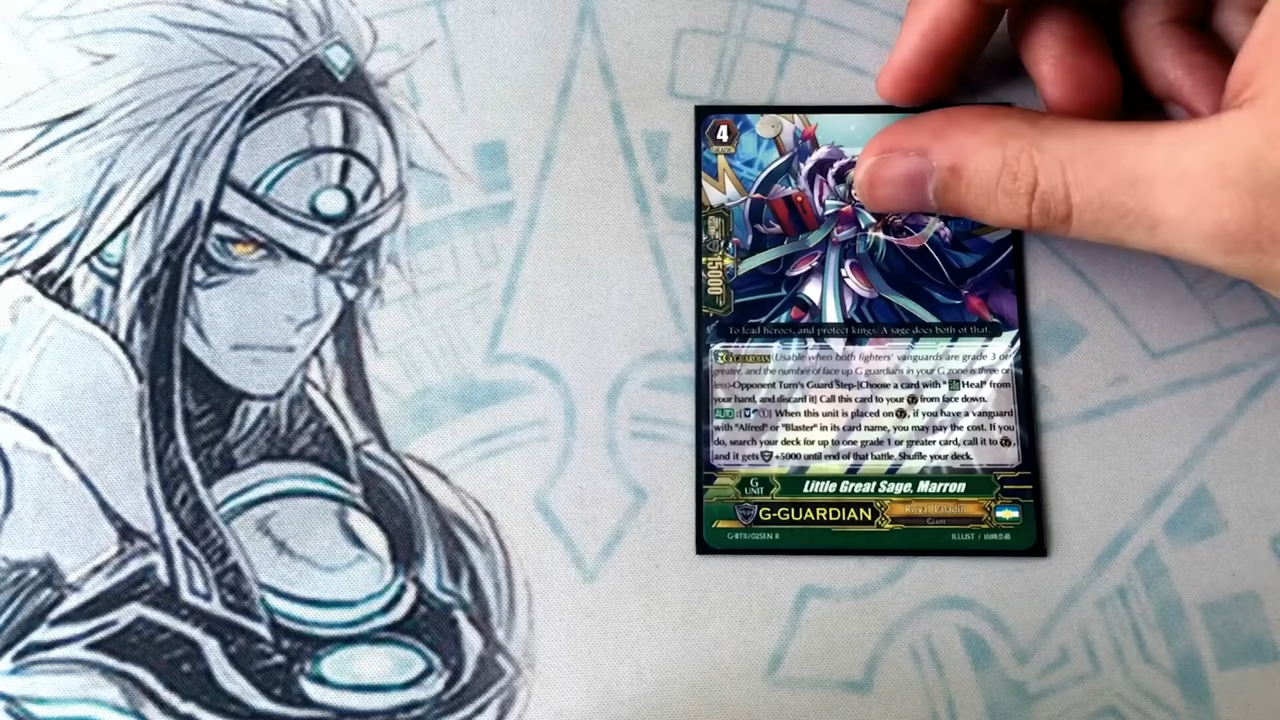 4
15000
To lead heroes, and protect kings. A sage does both of that.
G GUARDIAN (Usable when both fighters' vanguards are grade 3 or
greater, and the number of face up G guardians in your G zone is three or
less)-Opponent Turn's Guard Step-[Choose a card with " Heal" from
your hand, and discard it] Call this card to your from face down.
AUTO :[ ] When this unit is placed on , if you have a vanguard
with "Alfred" or "Blaster" in its card name, you may pay the cost. If you
do, search your deck for up to one grade 1 or greater card, call it to ,
and it gets +5000 until end of that battle. Shuffle your deck.
G
UNIT
Little Great Sage, Marron
G-GUARDIAN
Royal Paladin
Giant
G-BT11/025EN R
ILLUST /